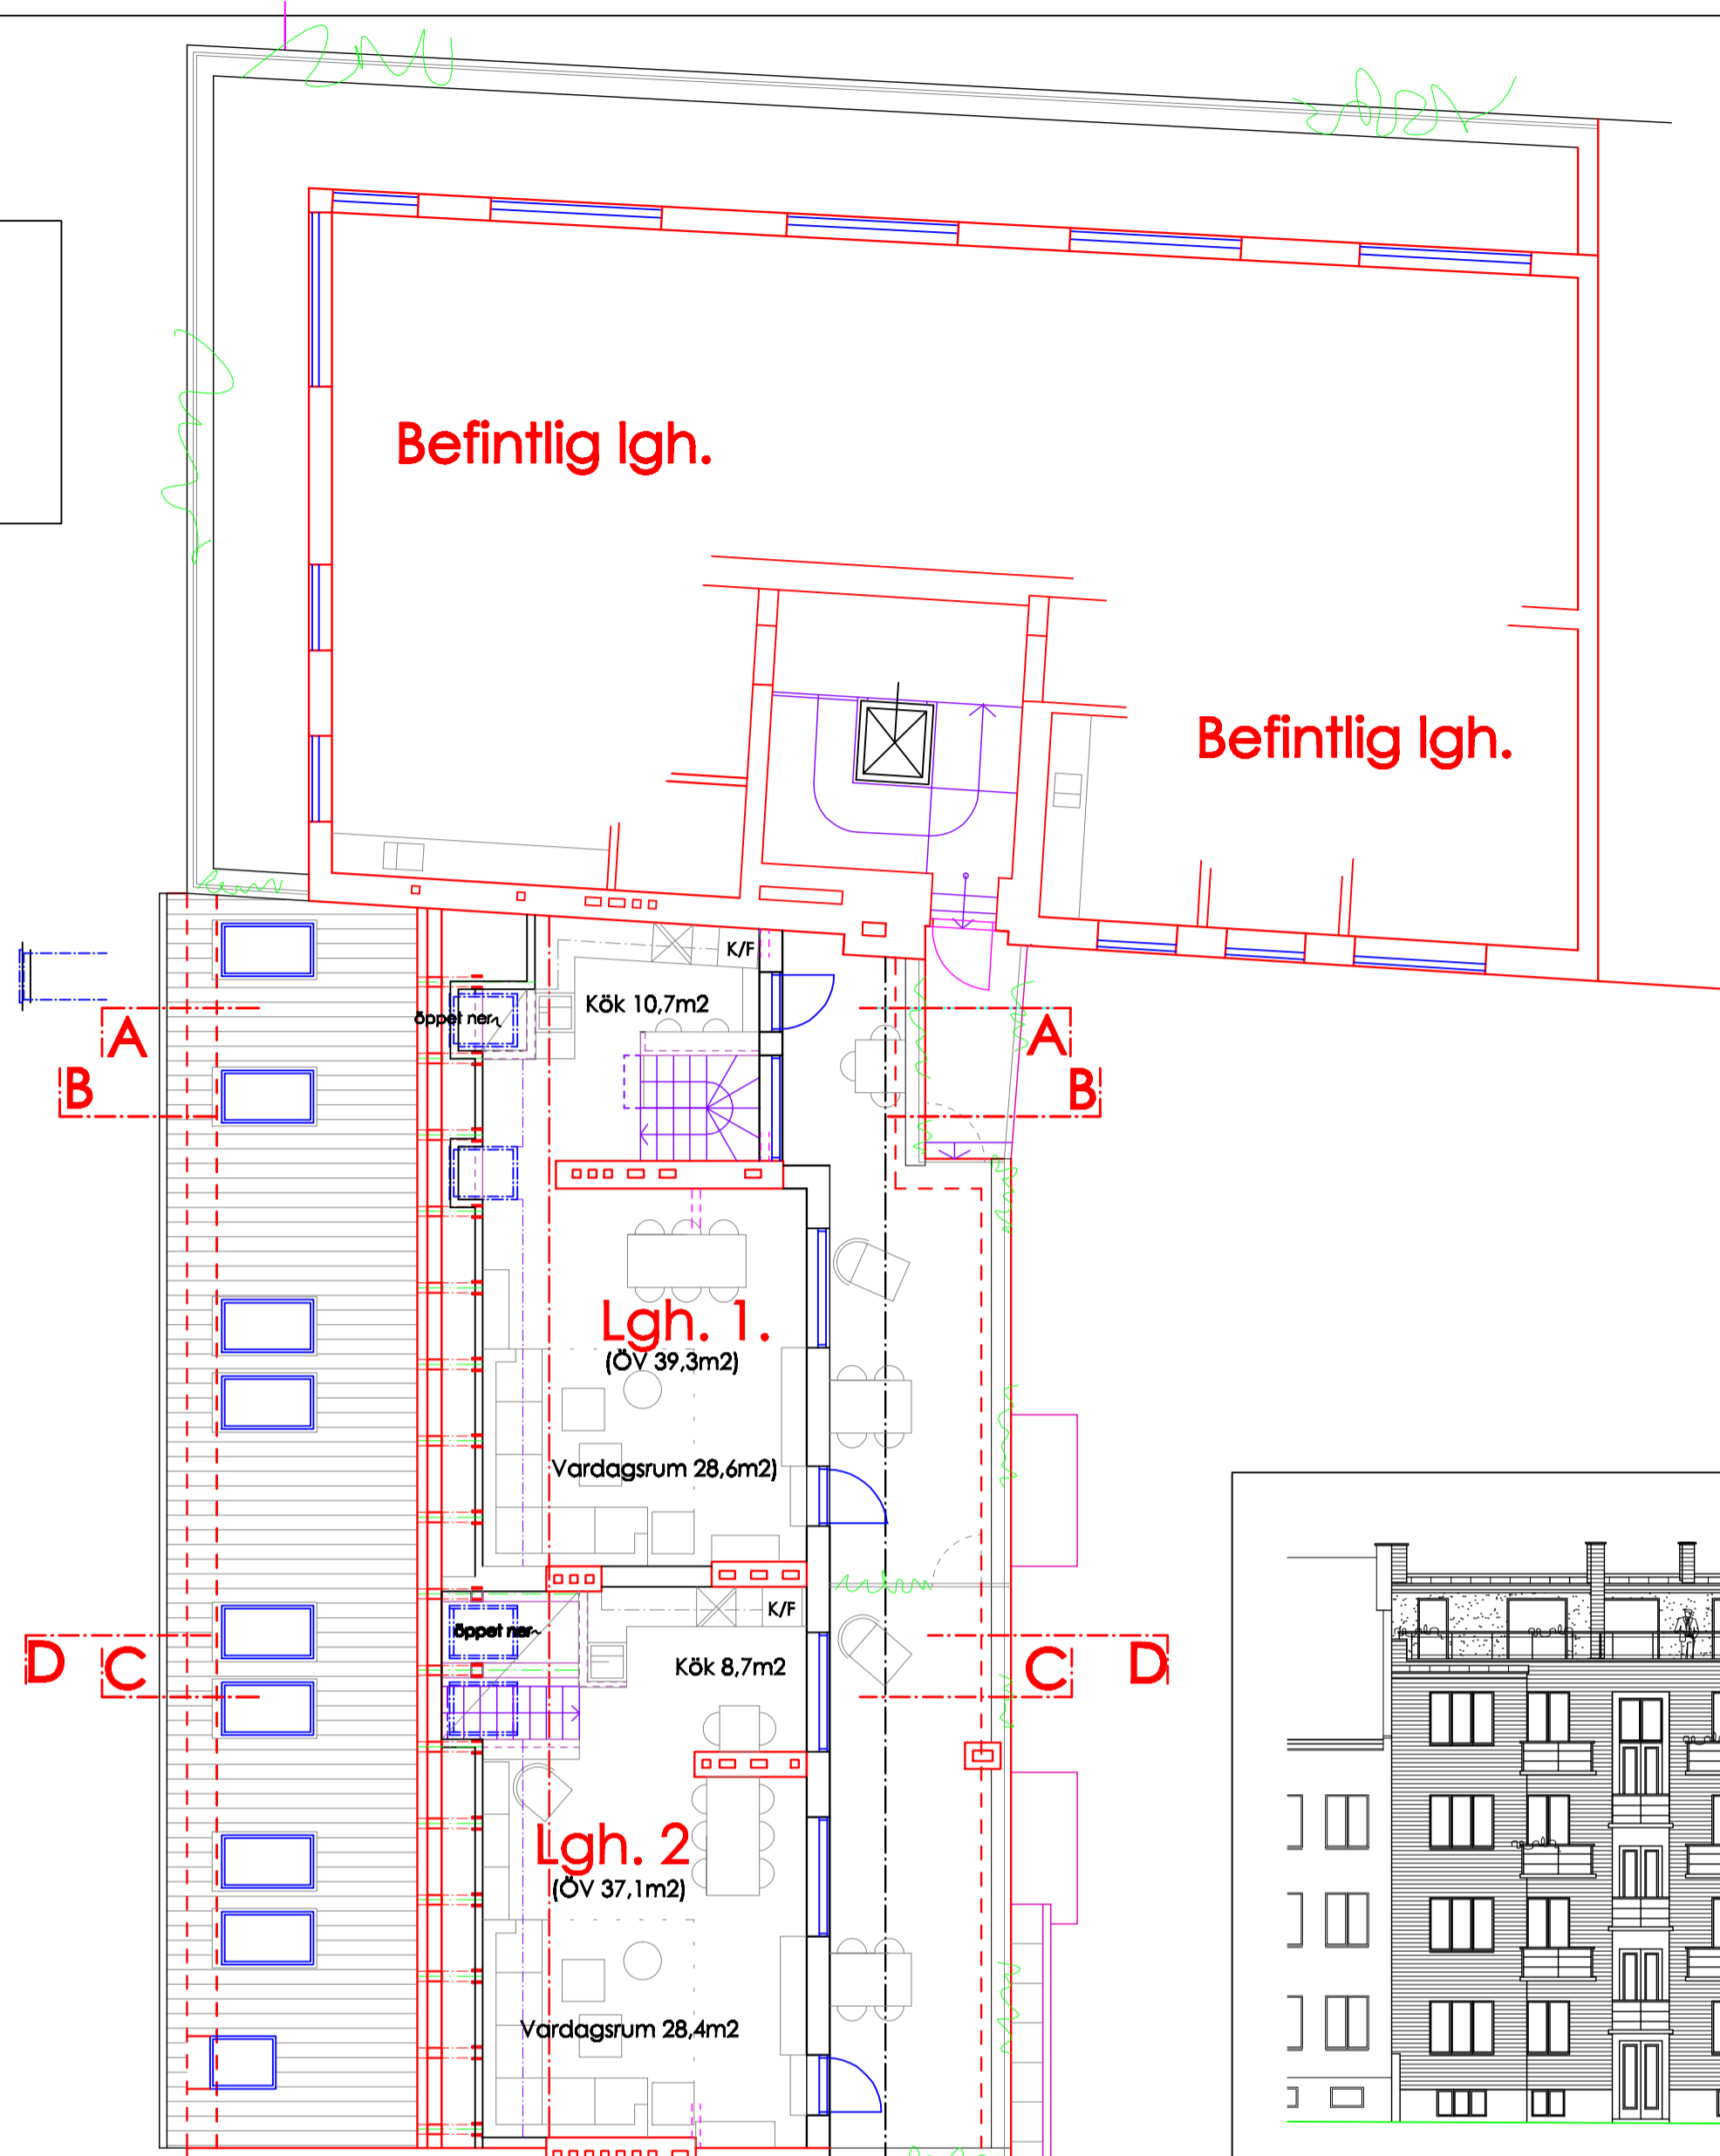 Befintlig lgh.
Befintlig lgh.
K/F
Kök 10,7m2
öppet ner
A
A
B
B
Lgh. 1.
(ÖV 39,3m2)
Vardagsrum 28,6m2)
K/F
öppet ner
Kök 8,7m2
D
C
C
D
Lgh. 2
(ÖV 37,1m2)
Vardagsrum 28,4m2